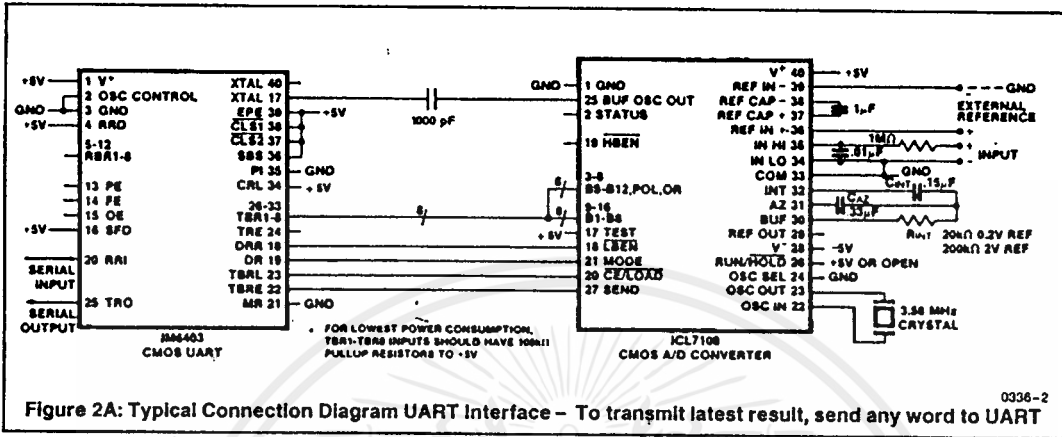 +5V
GND
+5V
+5V
SERIAL
INPUT
SERIAL
OUTPUT
1 V+
2 OSC CONTROL
3 GND
4 RRD
5-12
RBR1-8
13 PE
14 FE
15 OE
16 SFD
20 RRI
25 TRO
XTAL 40
XTAL 17
EPE 39
CLS1 38
CLS2 37
SBS 36
PI 35
CRL 34
26-33
TBR1-8
TRE 24
DRR 18
DR 19
TBRL 23
TBRE 22
MR 21
+5V
GND
+5V
GND
IM6403
CMOS UART
1000 pF
8
6
8
* FOR LOWEST POWER CONSUMPTION,
TBR1-TBR8 INPUTS SHOULD HAVE 100kΩ
PULLUP RESISTORS TO +5V
GND
+5V
1 GND
25 BUF OSC OUT
2 STATUS
19 HBEN
3-8
B9-B12,POL,OR
9-16
B1-B8
17 TEST
18 LBEN
21 MODE
20 CE/LOAD
27 SEND
V+ 40
REF IN - 39
REF CAP - 38
REF CAP + 37
REF IN + 36
IN HI 35
IN LO 34
COM 33
INT 32
AZ 31
BUF 30
REF OUT 29
V- 28
RUN/HOLD 26
OSC SEL 24
OSC OUT 23
OSC IN 22
ICL7109
CMOS A/D CONVERTER
+5V
GND
1µF
EXTERNAL
REFERENCE
+
1MΩ
.01µF
+
-
INPUT
GND
CINT .15µF
CAZ
.33µF
RINT 20kΩ 0.2V REF
200kΩ 2V REF
-5V
+5V OR OPEN
GND
3.58 MHz
CRYSTAL
0336-2
Figure 2A: Typical Connection Diagram UART Interface – To transmit latest result, send any word to UART